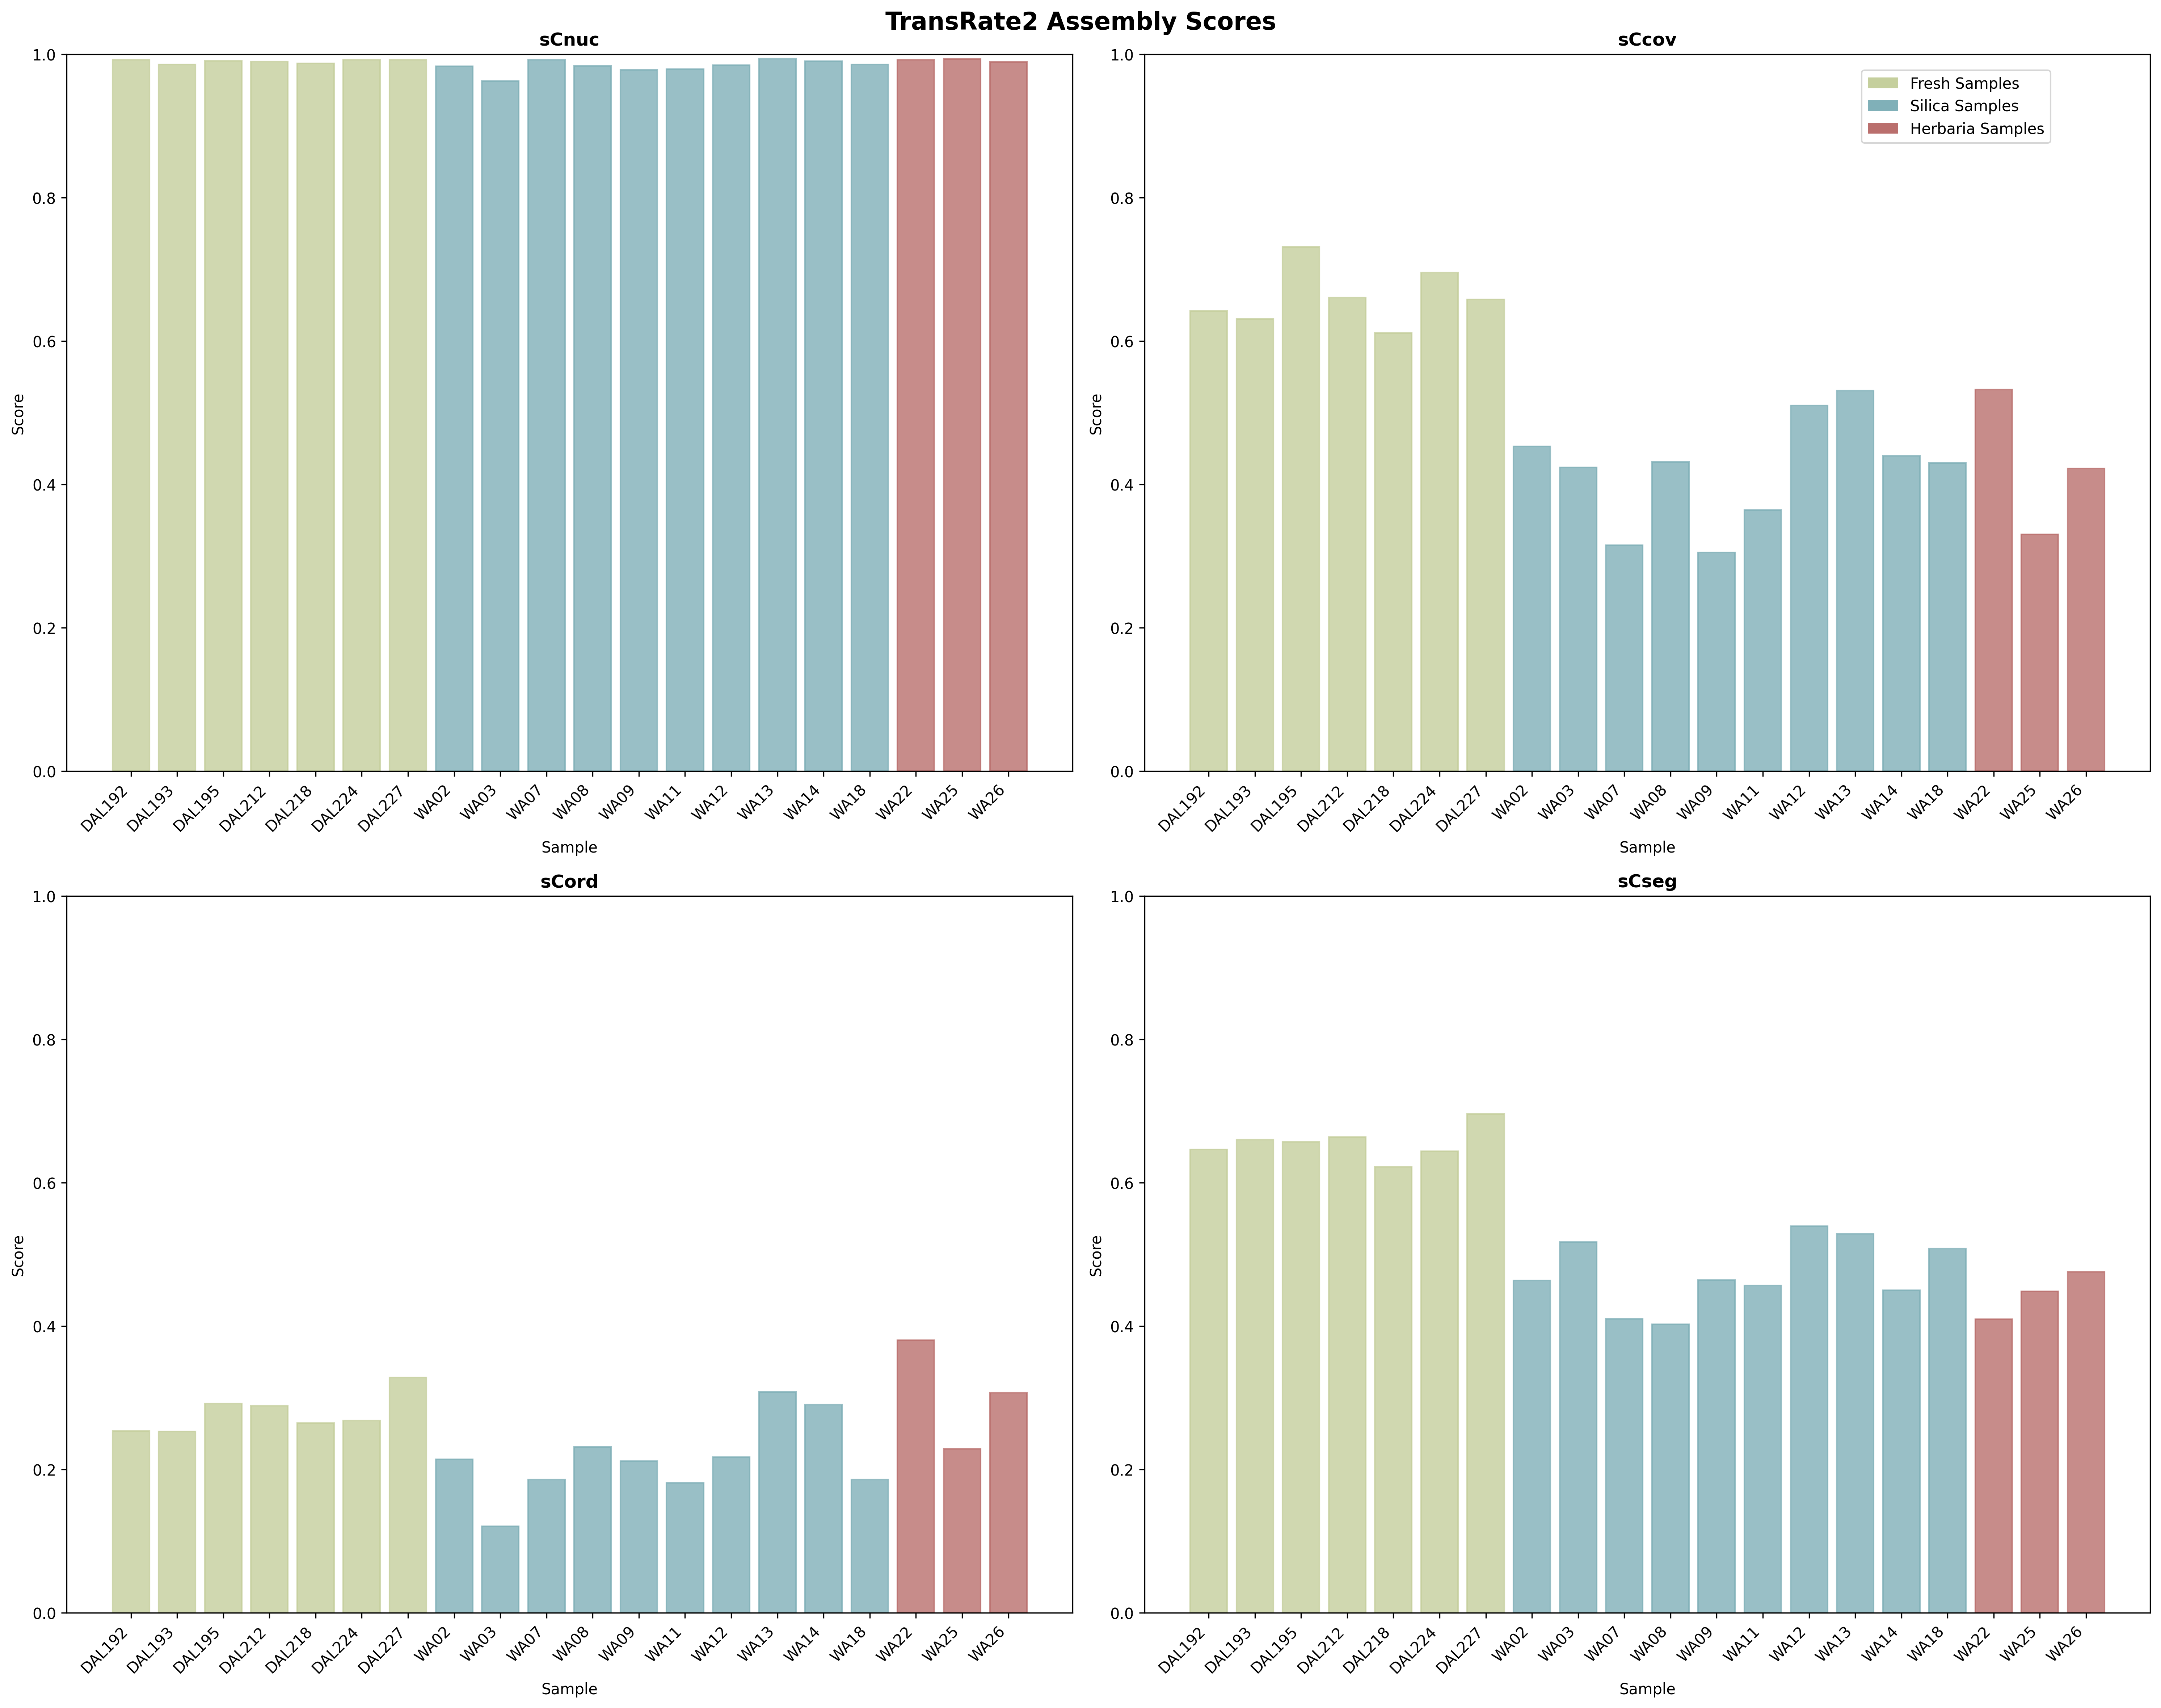 TransRate2 Assembly Scores
sCnuc
1.0
0.8
0.6
0.4
0.2
0.0
Score
DAL192
DAL193
DAL195
DAL212
DAL218
DAL224
DAL227
WA02
WA03
WA07
WA08
WA09
WA11
WA12
WA13
WA14
WA18
WA22
WA25
WA26
Sample
sCcov
1.0
0.8
0.6
0.4
0.2
0.0
Score
Fresh Samples
Silica Samples
Herbaria Samples
DAL192
DAL193
DAL195
DAL212
DAL218
DAL224
DAL227
WA02
WA03
WA07
WA08
WA09
WA11
WA12
WA13
WA14
WA18
WA22
WA25
WA26
Sample
sCord
1.0
0.8
0.6
0.4
0.2
0.0
Score
DAL192
DAL193
DAL195
DAL212
DAL218
DAL224
DAL227
WA02
WA03
WA07
WA08
WA09
WA11
WA12
WA13
WA14
WA18
WA22
WA25
WA26
Sample
sCseg
1.0
0.8
0.6
0.4
0.2
0.0
Score
DAL192
DAL193
DAL195
DAL212
DAL218
DAL224
DAL227
WA02
WA03
WA07
WA08
WA09
WA11
WA12
WA13
WA14
WA18
WA22
WA25
WA26
Sample